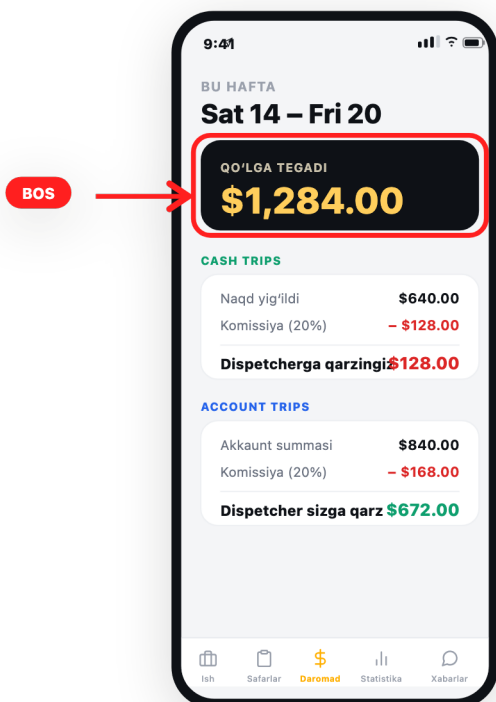 9:41
BU HAFTA
Sat 14 – Fri 20
QO‘LGA TEGADI
$1,284.00
BOS
CASH TRIPS
Naqd yig‘ildi $640.00
Komissiya (20%) – $128.00
Dispetcherga qarzingiz $128.00
ACCOUNT TRIPS
Akkaunt summasi $840.00
Komissiya (20%) – $168.00
Dispetcher sizga qarz $672.00
Ish Safarlar Daromad Statistika Xabarlar